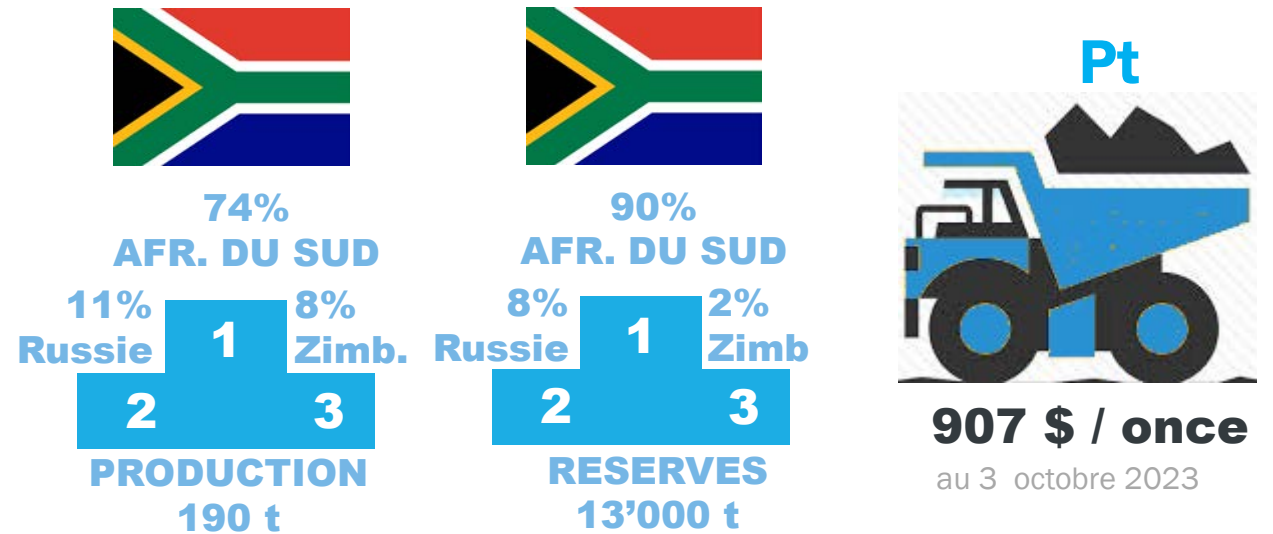 74%
AFR. DU SUD
11%
Russie
1
8%
Zimb.
2
3
PRODUCTION
190 t
90%
AFR. DU SUD
8%
Russie
1
2%
Zimb
2
3
RESERVES
13’000 t
Pt
907 $ / once
au 3 octobre 2023